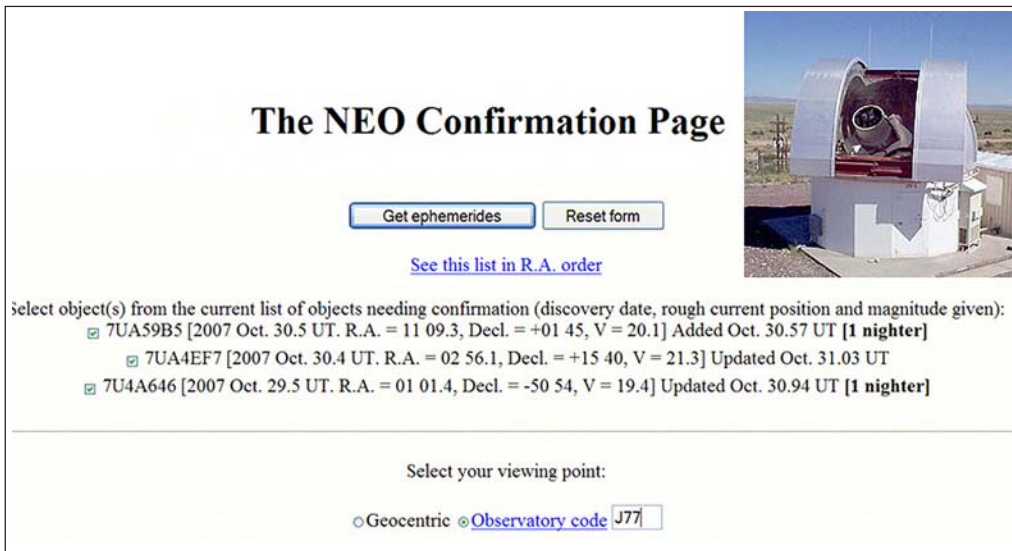 The NEO Confirmation Page
Get ephemerides Reset form
See this list in R.A. order
Select object(s) from the current list of objects needing confirmation (discovery date, rough current position and magnitude given):
7UA59B5 [2007 Oct. 30.5 UT. R.A. = 11 09.3, Decl. = +01 45, V = 20.1] Added Oct. 30.57 UT [1 nighter]
7UA4EF7 [2007 Oct. 30.4 UT. R.A. = 02 56.1, Decl. = +15 40, V = 21.3] Updated Oct. 31.03 UT
7U4A646 [2007 Oct. 29.5 UT. R.A. = 01 01.4, Decl. = -50 54, V = 19.4] Updated Oct. 30.94 UT [1 nighter]
Select your viewing point:
Geocentric Observatory code J77